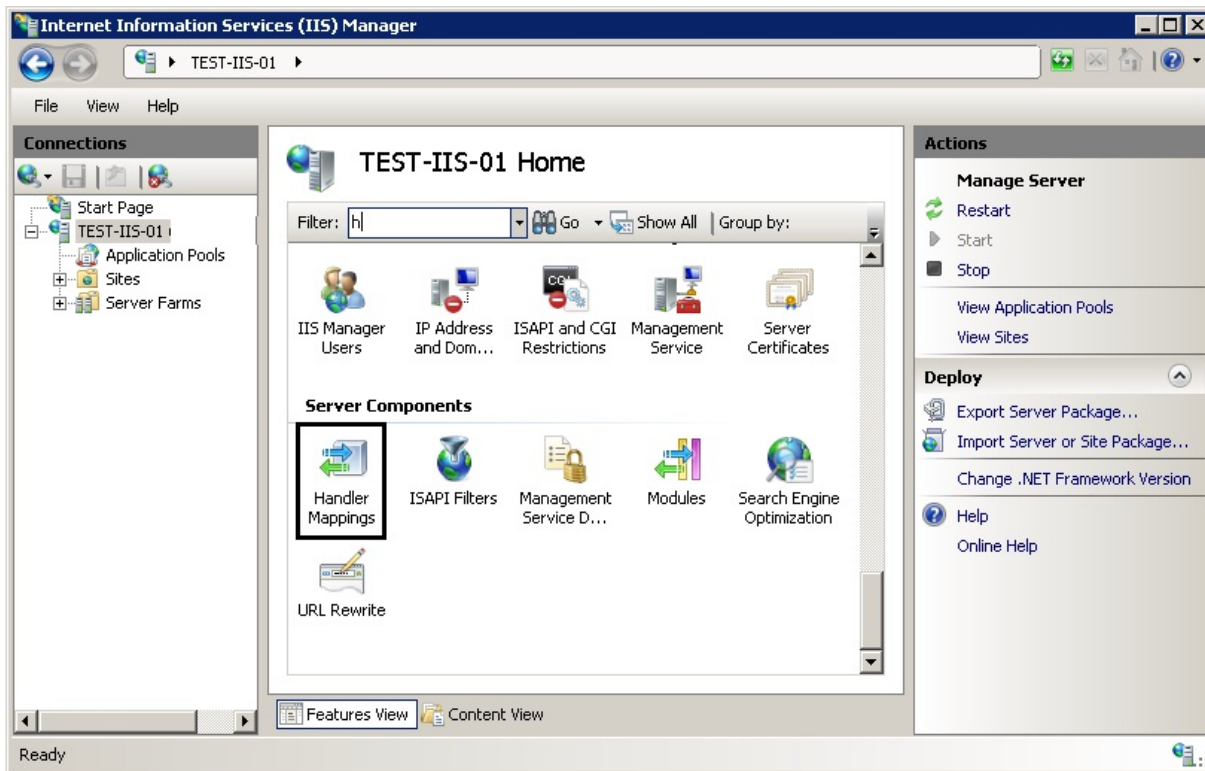 Internet Information Services (IIS) Manager
TEST-IIS-01
File View Help
Connections
Start Page
TEST-IIS-01
Application Pools
Sites
Server Farms
TEST-IIS-01 Home
Filter: h Go Show All Group by:
IIS Manager Users
IP Address and Dom...
ISAPI and CGI Restrictions
Management Service
Server Certificates
Server Components
Handler Mappings
ISAPI Filters
Management Service D...
Modules
Search Engine Optimization
URL Rewrite
Features View Content View
Actions
Manage Server
Restart
Start
Stop
View Application Pools
View Sites
Deploy
Export Server Package...
Import Server or Site Package...
Change .NET Framework Version
Help
Online Help
Ready